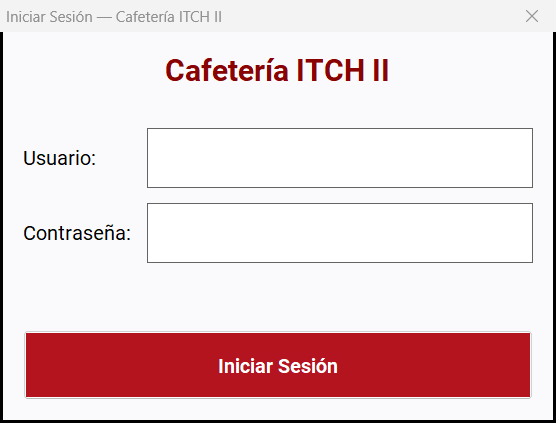 Iniciar Sesión — Cafetería ITCH II
Cafetería ITCH II
Usuario:
Contraseña:
Iniciar Sesión